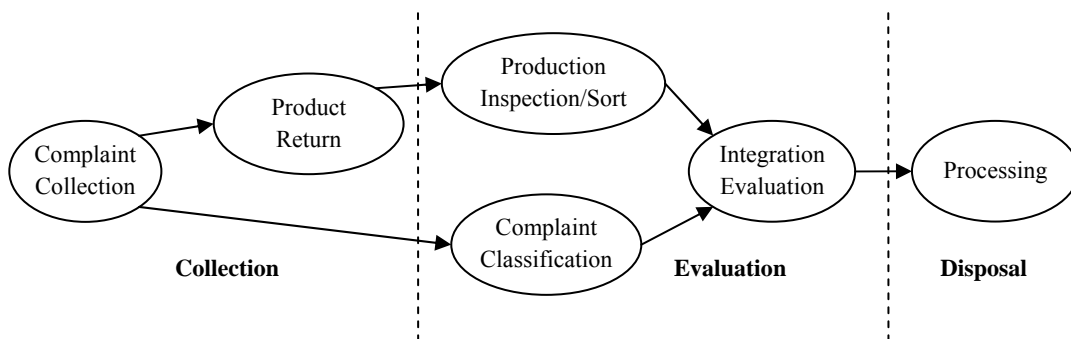 Complaint
Collection
Product
Return
Production
Inspection/Sort
Complaint
Classification
Integration
Evaluation
Processing
Collection
Evaluation
Disposal